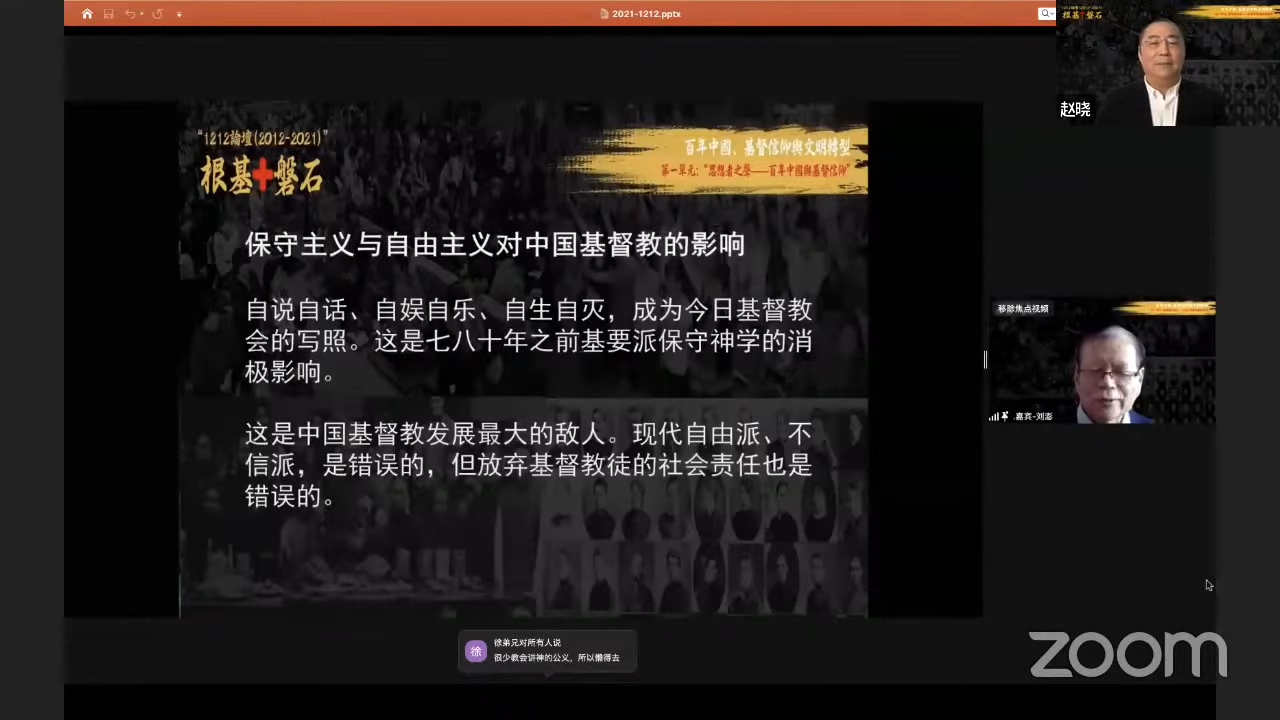 2021-1212.pptx
赵晓
“1212論壇(2012-2021)”
根基 磐石
百年中國、基督信仰與文明轉型
第一單元：“思想者之聲——百年中國與基督信仰”
保守主义与自由主义对中国基督教的影响
自说自话、自娱自乐、自生自灭，成为今日基督教
会的写照。这是七八十年之前基要派保守神学的消
极影响。
这是中国基督教发展最大的敌人。现代自由派、不
信派，是错误的，但放弃基督教徒的社会责任也是
错误的。
移除焦点视频
嘉宾-刘澎
徐
徐弟兄对所有人说
很少教会讲神的公义，所以懒得去
zoom